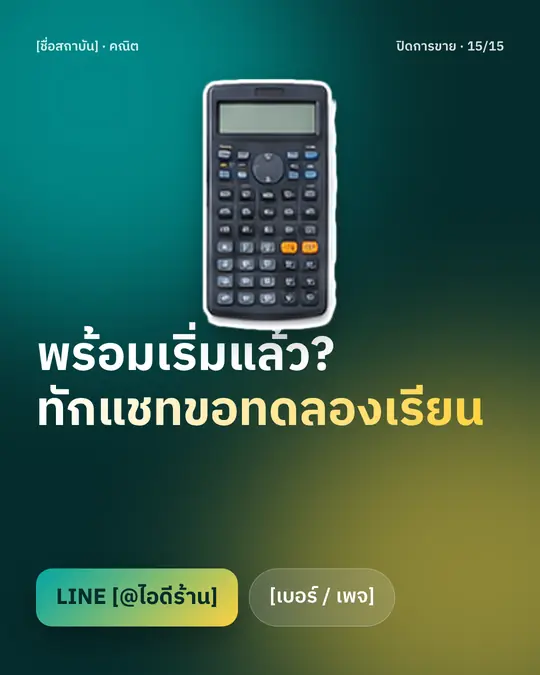 [ชื่อสถาบัน] · คณิต
ปิดการขาย · 15/15
พร้อมเริ่มแล้ว?
ทักแชทขอทดลองเรียน
LINE [@ไอดีร้าน]
[เบอร์ / เพจ]